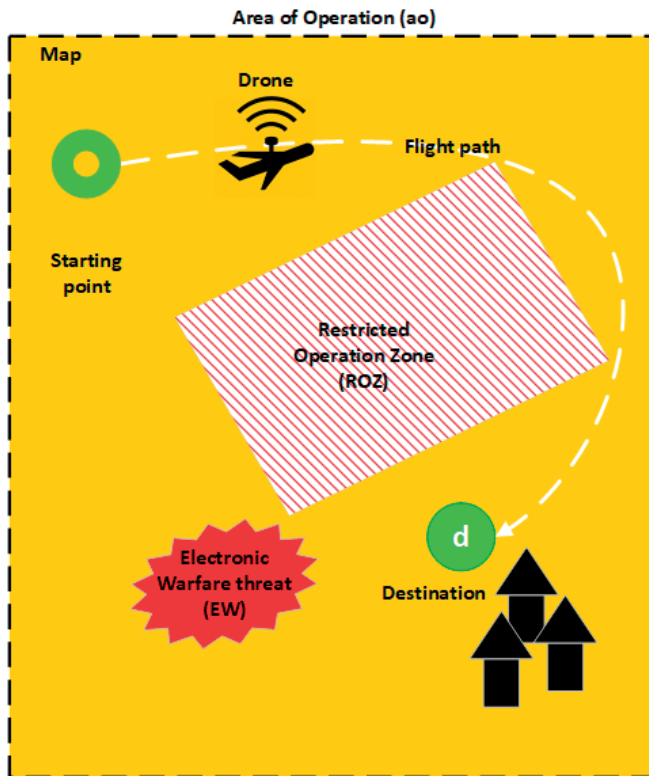 Area of Operation (ao)
Map
Drone
Flight path
Starting
point
Restricted
Operation Zone
(ROZ)
d
Electronic
Warfare threat
(EW)
Destination